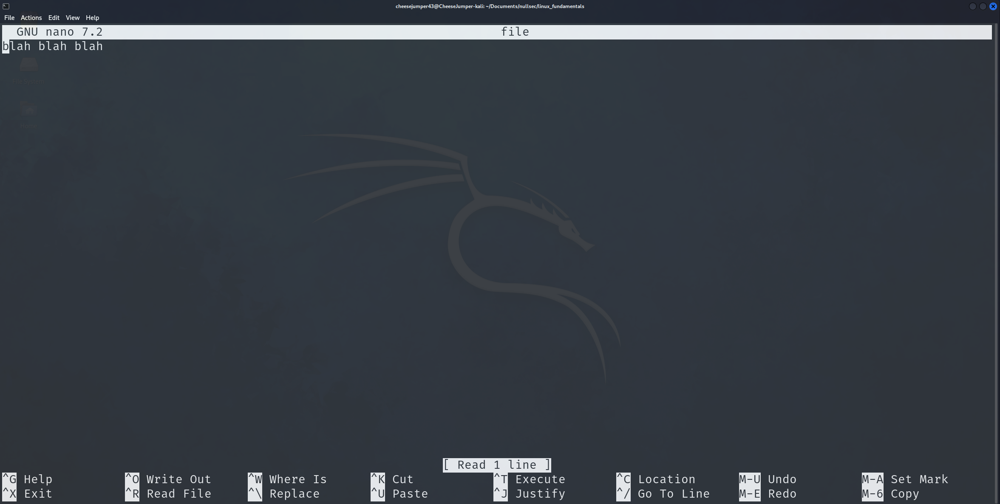 cheesejumper43@CheeseJumper-kali: ~/Documents/nullsec/linux_fundamentals
File Actions Edit View Help
GNU nano 7.2 file
blah blah blah
File System
Home
[ Read 1 line ]
^G Help ^O Write Out ^W Where Is ^K Cut ^T Execute ^C Location M-U Undo M-A Set Mark
^X Exit ^R Read File ^\ Replace ^U Paste ^J Justify ^/ Go To Line M-E Redo M-6 Copy